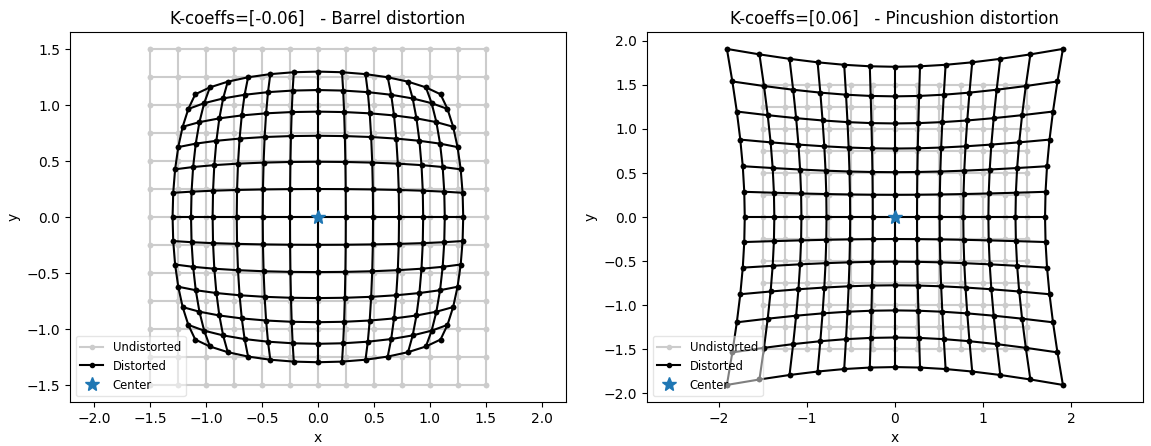 K-coeffs=[-0.06]   - Barrel distortion
1.5
1.0
0.5
0.0
−0.5
−1.0
−1.5
y
Undistorted
Distorted
Center
−2.0 −1.5 −1.0 −0.5 0.0 0.5 1.0 1.5 2.0
x
K-coeffs=[0.06]   - Pincushion distortion
2.0
1.5
1.0
0.5
0.0
−0.5
−1.0
−1.5
−2.0
y
Undistorted
Distorted
Center
−2 −1 0 1 2
x